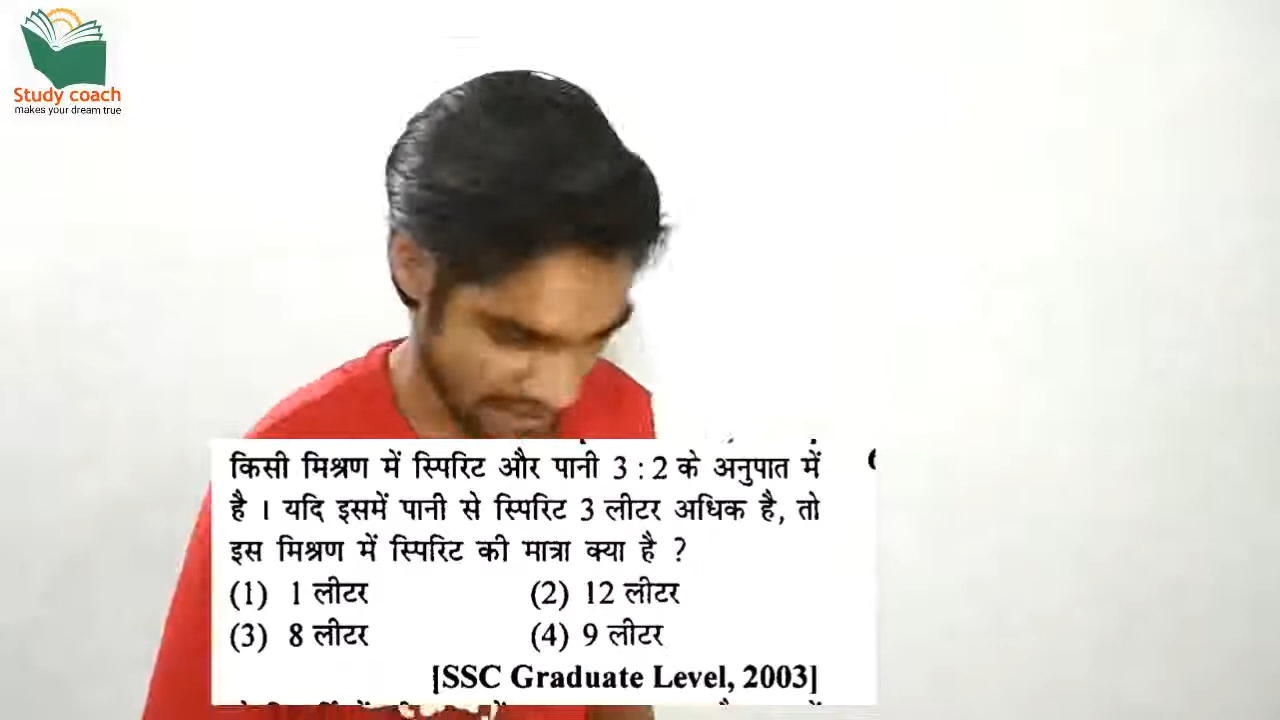 Study coach
makes your dream true
किसी मिश्रण में स्पिरिट और पानी 3 : 2 के अनुपात में
है । यदि इसमें पानी से स्पिरिट 3 लीटर अधिक है, तो
इस मिश्रण में स्पिरिट की मात्रा क्या है ?
(1) 1 लीटर (2) 12 लीटर
(3) 8 लीटर (4) 9 लीटर
[SSC Graduate Level, 2003]